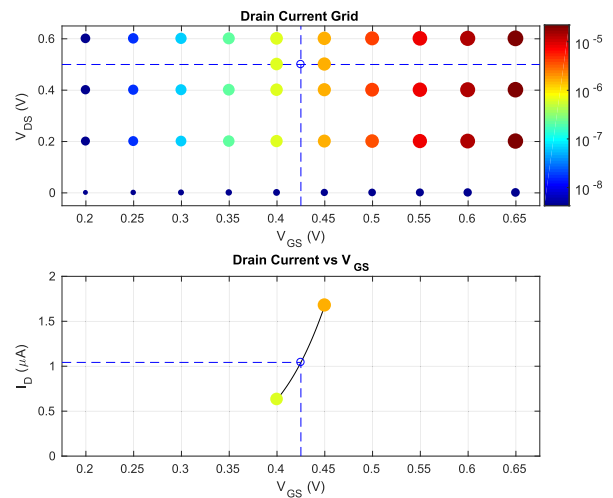 Drain Current Grid
0.6
0.4
0.2
0
V_DS (V)
0.2 0.25 0.3 0.35 0.4 0.45 0.5 0.55 0.6 0.65
V_GS (V)
10^-5
10^-6
10^-7
10^-8
Drain Current vs V_GS
2
1.5
1
0.5
0
I_D (μA)
0.2 0.25 0.3 0.35 0.4 0.45 0.5 0.55 0.6 0.65
V_GS (V)